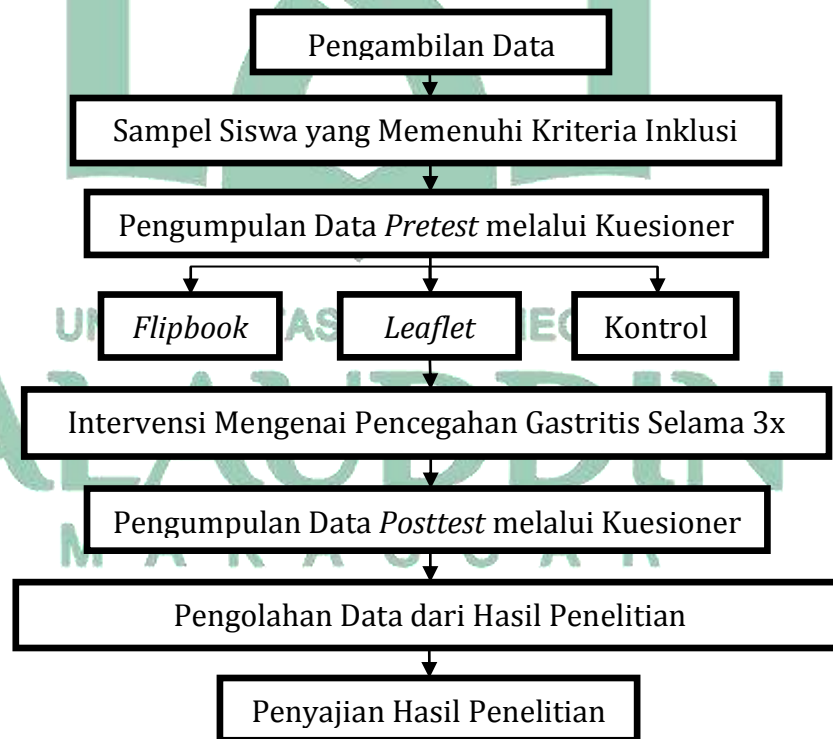 Pengambilan Data
Sampel Siswa yang Memenuhi Kriteria Inklusi
Pengumpulan Data Pretest melalui Kuesioner
Flipbook Leaflet Kontrol
Intervensi Mengenai Pencegahan Gastritis Selama 3x
ALAUDDIN
Pengumpulan Data Posttest melalui Kuesioner
Pengolahan Data dari Hasil Penelitian
Penyajian Hasil Penelitian